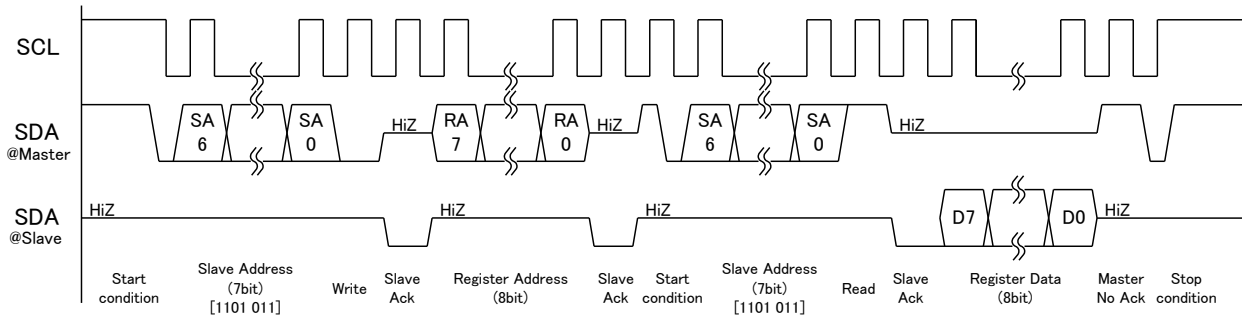 SCL
SDA
@Master
SA
6
SA
0
HiZ
RA
7
RA
0
HiZ
SA
6
SA
0
HiZ
SDA
@Slave
HiZ
HiZ
HiZ
D7
D0
HiZ
Start
condition
Slave Address
(7bit)
[1101 011]
Write
Slave
Ack
Register Address
(8bit)
Slave
Ack
Start
condition
Slave Address
(7bit)
[1101 011]
Read
Slave
Ack
Register Data
(8bit)
Master
No Ack
Stop
condition